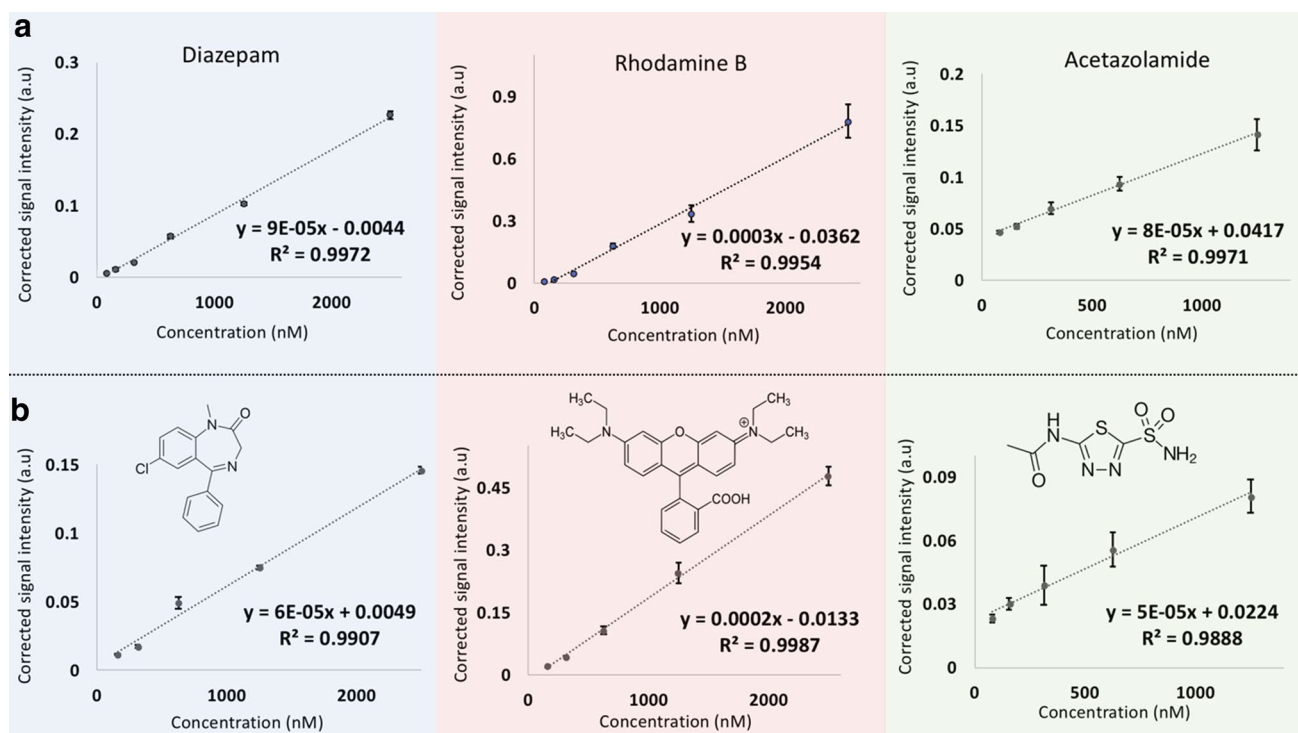 a
Diazepam
Corrected signal intensity (a.u)
0.3
0.2
0.1
0
y = 9E-05x - 0.0044
R² = 0.9972
0 1000 2000
Concentration (nM)
Rhodamine B
Corrected signal intensity (a.u)
0.9
0.6
0.3
0
y = 0.0003x - 0.0362
R² = 0.9954
0 1000 2000
Concentration (nM)
Acetazolamide
Corrected signal intensity (a.u)
0.2
0.15
0.1
0.05
0
y = 8E-05x + 0.0417
R² = 0.9971
0 500 1000
Concentration (nM)
b
Corrected signal intensity (a.u)
N
O
Cl
N
0.15
0.1
0.05
0
y = 6E-05x + 0.0049
R² = 0.9907
0 1000 2000
Concentration (nM)
Corrected signal intensity (a.u)
H₃C
CH₃
H₃C
N
O
⊕
N
CH₃
COOH
0.45
0.3
0.15
0
y = 0.0002x - 0.0133
R² = 0.9987
0 1000 2000
Concentration (nM)
Corrected signal intensity (a.u)
H
N
S
O
O
S
NH₂
N
N
O
0.09
0.06
0.03
0
y = 5E-05x + 0.0224
R² = 0.9888
0 500 1000
Concentration (nM)